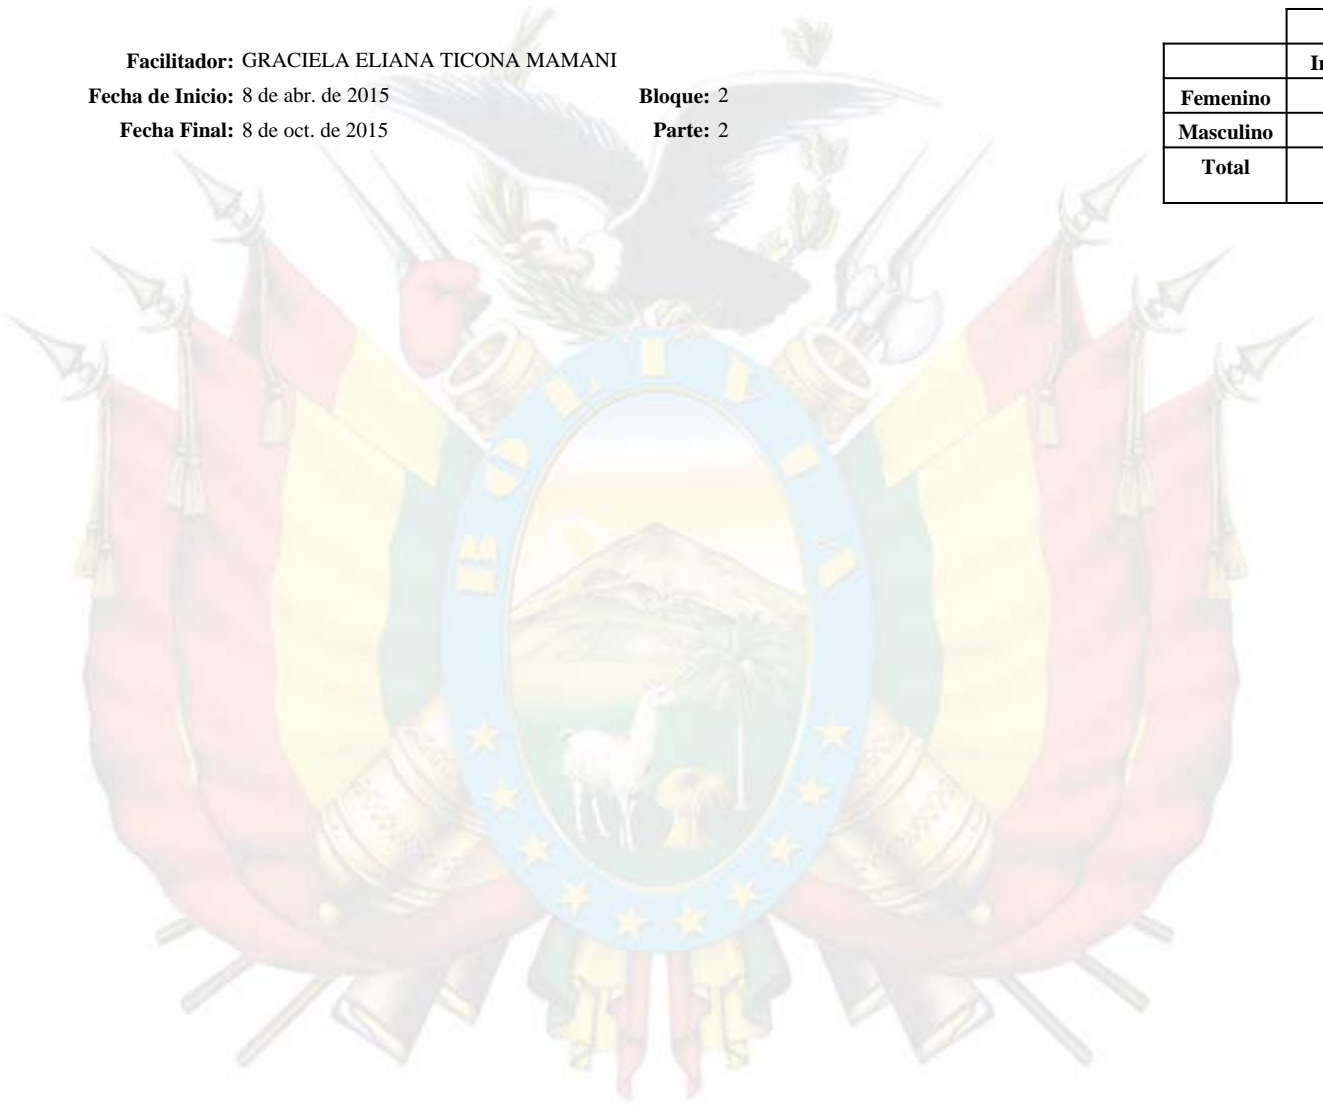 Facilitador: GRACIELA ELIANA TICONA MAMANI
Fecha de Inicio: 8 de abr. de 2015 Bloque: 2
Fecha Final: 8 de oct. de 2015 Parte: 2
Femenino
Masculino
Total
BOLIVIA